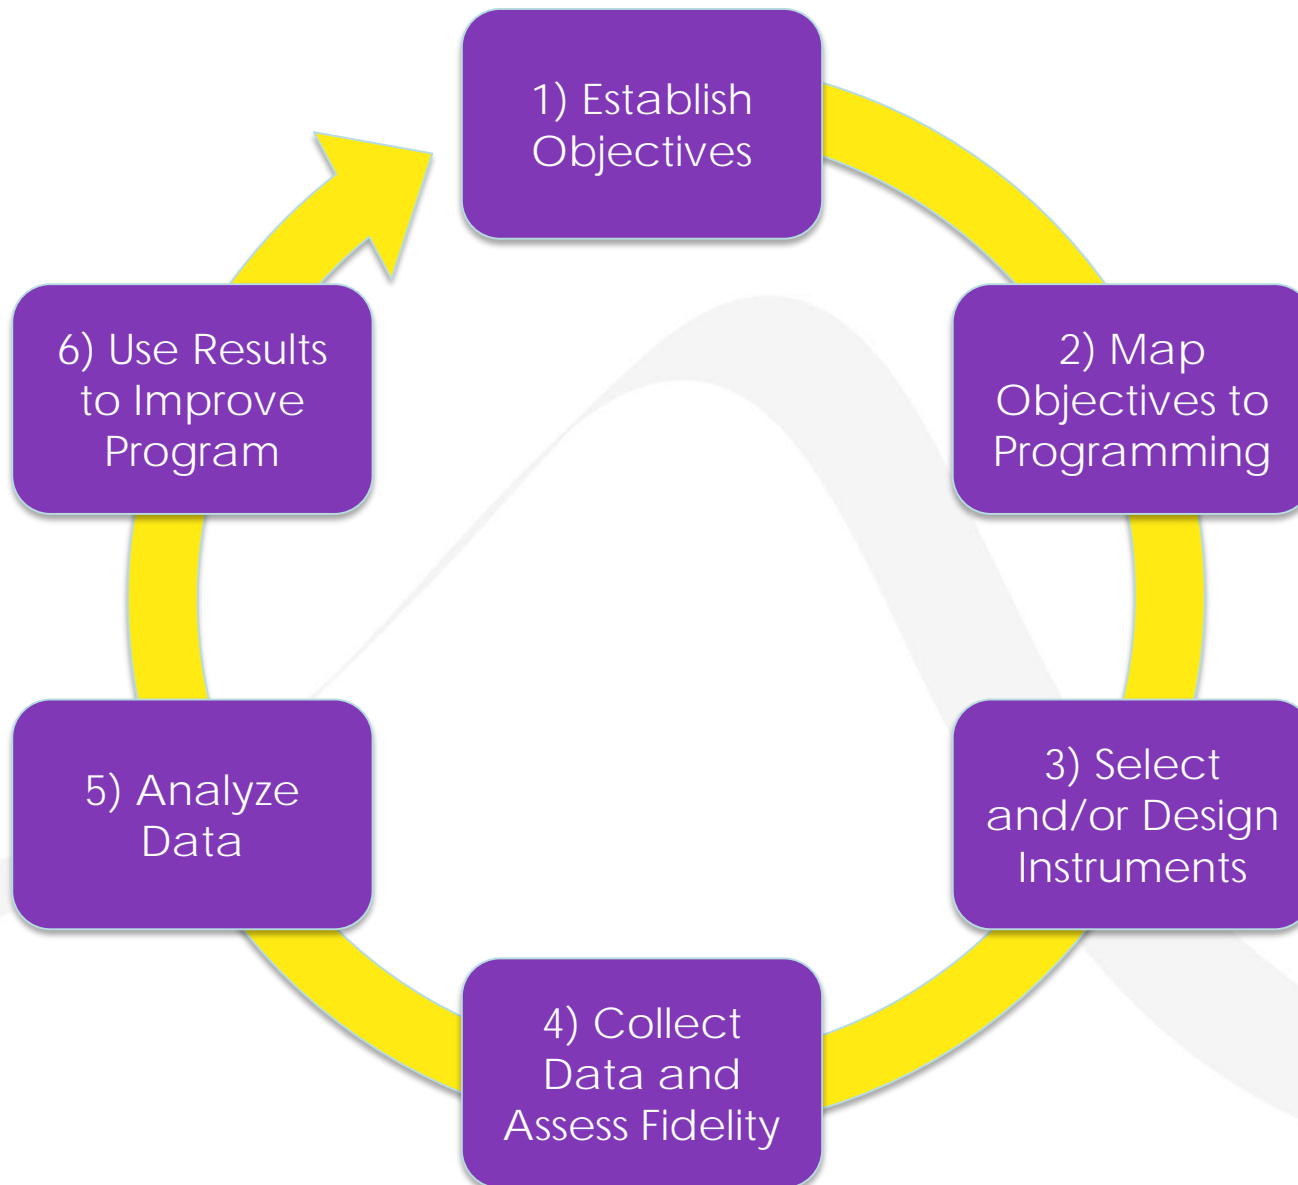 1) Establish
Objectives
2) Map
Objectives to
Programming
3) Select
and/or Design
Instruments
4) Collect
Data and
Assess Fidelity
5) Analyze
Data
6) Use Results
to Improve
Program